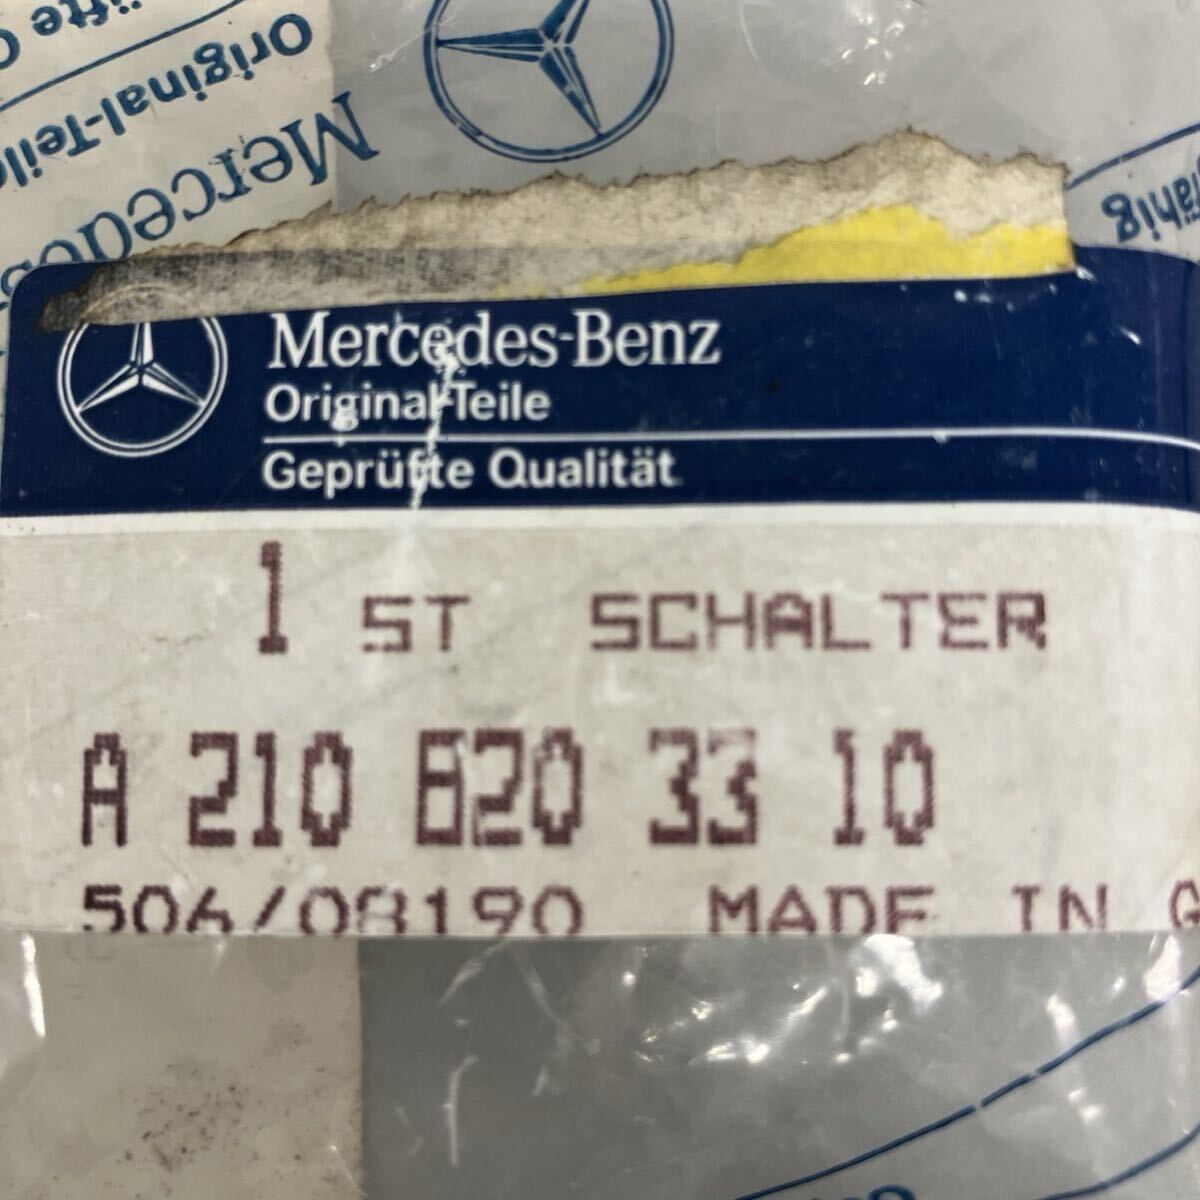 Original-Teile
Mercedes
fähig
Mercedes-Benz
Original-Teile
Geprüfte Qualität
1 ST SCHALTER
A 210 820 33 10
506/08190 MADE IN